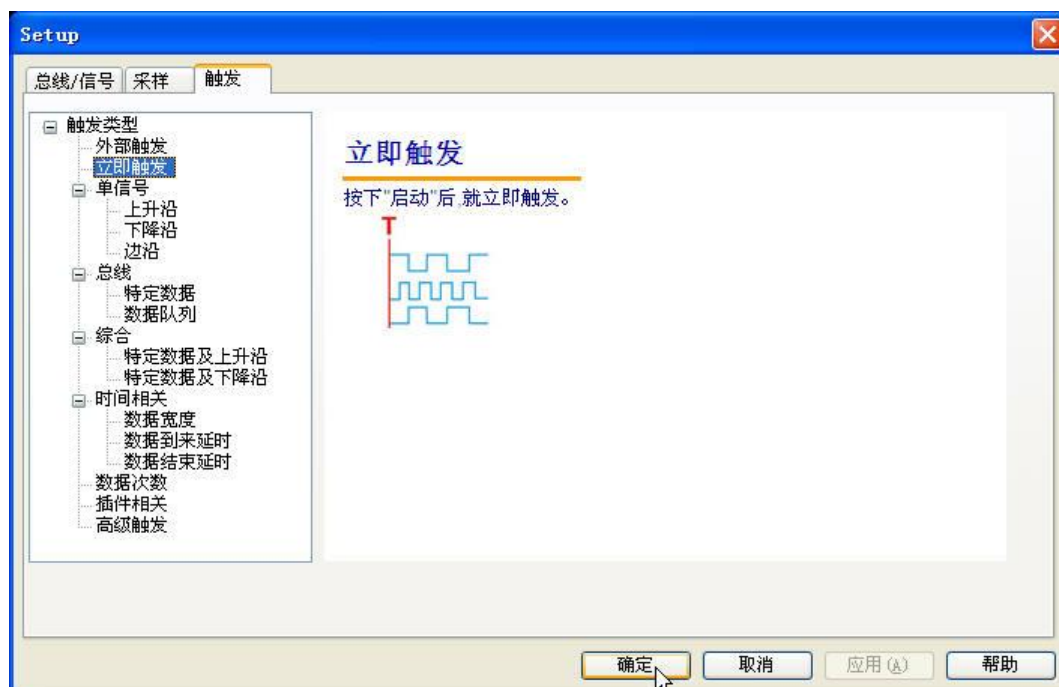 Setup
总线/信号 采样 触发
触发类型
外部触发
立即触发
单信号
上升沿
下降沿
边沿
总线
特定数据
数据队列
综合
特定数据及上升沿
特定数据及下降沿
时间相关
数据宽度
数据到来延时
数据结束延时
数据次数
插件相关
高级触发
立即触发
按下"启动"后,就立即触发。
T
确定 取消 应用(A) 帮助